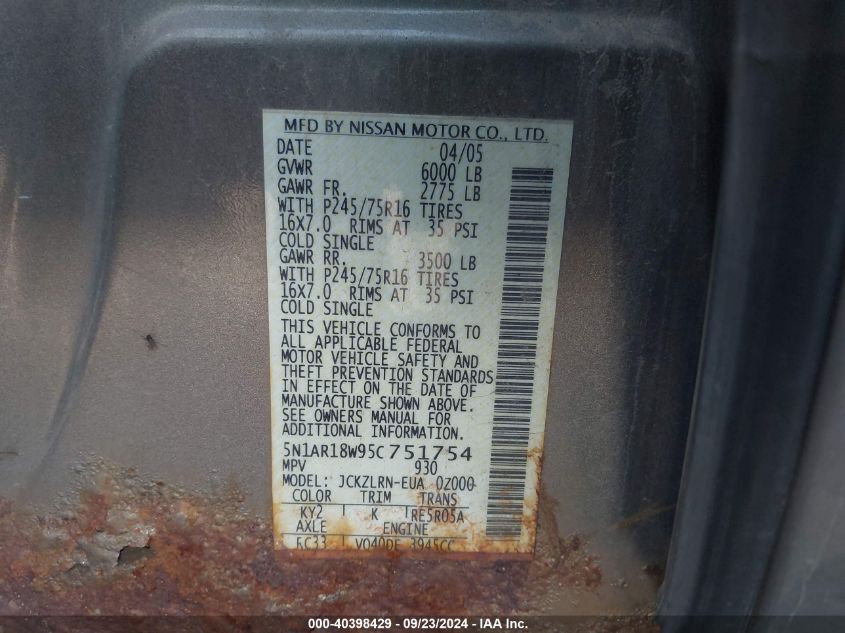 MFD BY NISSAN MOTOR CO., LTD.
DATE 04/05
GVWR 6000 LB
GAWR FR. 2775 LB
WITH P245/75R16 TIRES
16X7.0 RIMS AT 35 PSI
COLD SINGLE
GAWR RR. 3500 LB
WITH P245/75R16 TIRES
16X7.0 RIMS AT 35 PSI
COLD SINGLE
THIS VEHICLE CONFORMS TO
ALL APPLICABLE FEDERAL
MOTOR VEHICLE SAFETY AND
THEFT PREVENTION STANDARDS
IN EFFECT ON THE DATE OF
MANUFACTURE SHOWN ABOVE.
SEE OWNERS MANUAL FOR
ADDITIONAL INFORMATION.
5N1AR18W95C751754
MPV 930
MODEL: JCKZLRN-EUA 0Z000
COLOR TRIM TRANS
KY2 K RE5R05A
AXLE ENGINE
KC33 VQ40DE 3945CC
000-40398429 - 09/23/2024 - IAA Inc.